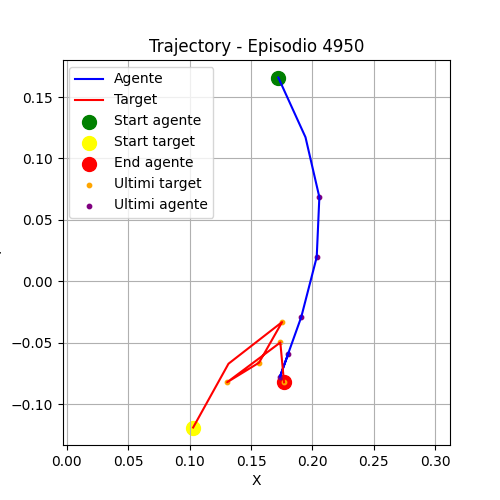 Trajectory - Episodio 4950
Agente
Target
Start agente
Start target
End agente
Ultimi target
Ultimi agente
0.15
0.10
0.05
0.00
−0.05
−0.10
0.00 0.05 0.10 0.15 0.20 0.25 0.30
X